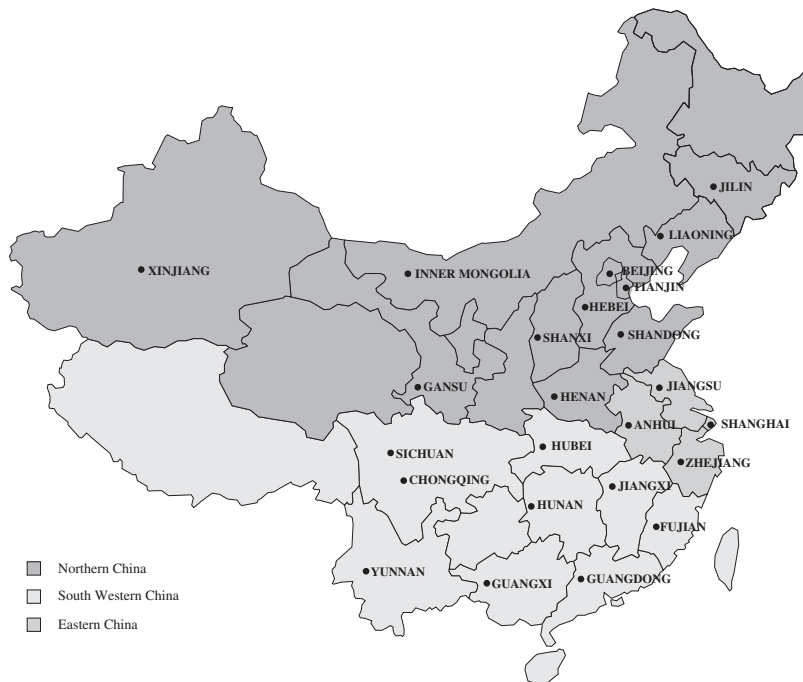 JILIN
LIAONING
XINJIANG
INNER MONGOLIA
BEIJING
TIANJIN
HEBEI
SHANXI
SHANDONG
GANSU
HENAN
JIANGSU
ANHUI
SHANGHAI
HUBEI
SICHUAN
ZHEJIANG
CHONGQING
JIANGXI
HUNAN
FUJIAN
YUNNAN
GUANGXI
GUANGDONG
Northern China
South Western China
Eastern China